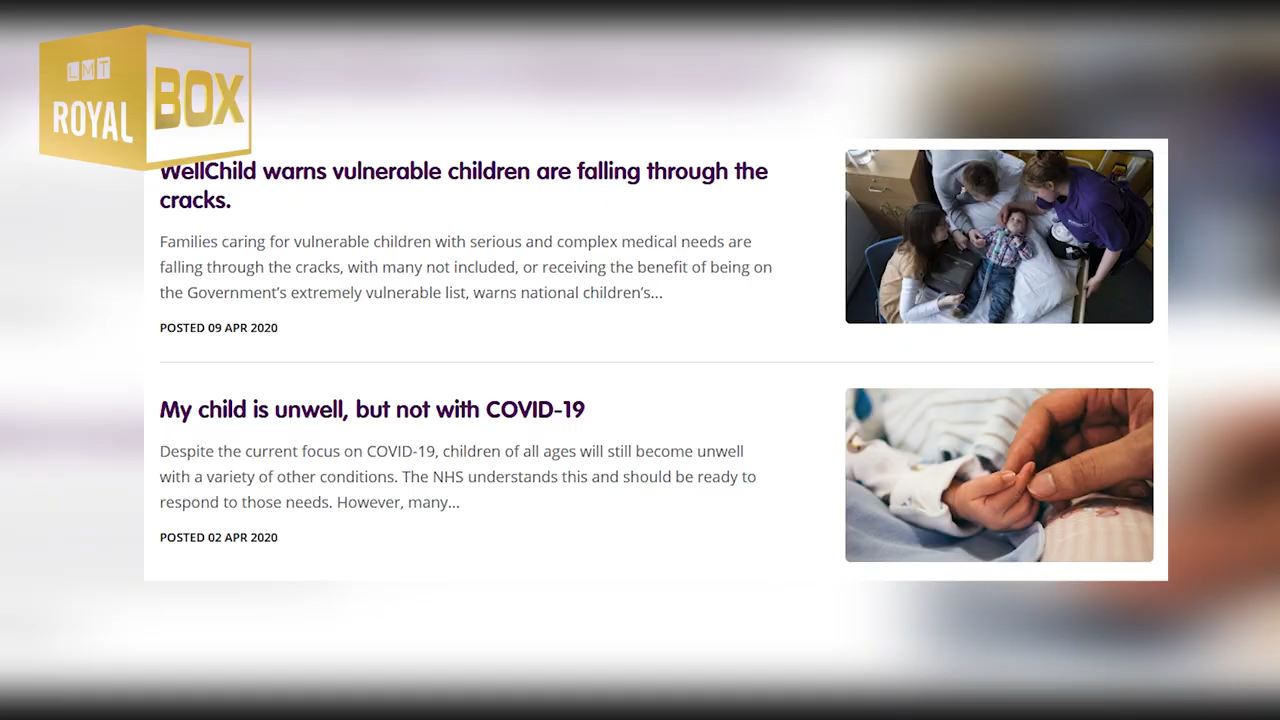 LMT
ROYAL
BOX
WellChild warns vulnerable children are falling through the
cracks.
Families caring for vulnerable children with serious and complex medical needs are
falling through the cracks, with many not included, or receiving the benefit of being on
the Government’s extremely vulnerable list, warns national children’s...
POSTED 09 APR 2020
My child is unwell, but not with COVID-19
Despite the current focus on COVID-19, children of all ages will still become unwell
with a variety of other conditions. The NHS understands this and should be ready to
respond to those needs. However, many...
POSTED 02 APR 2020